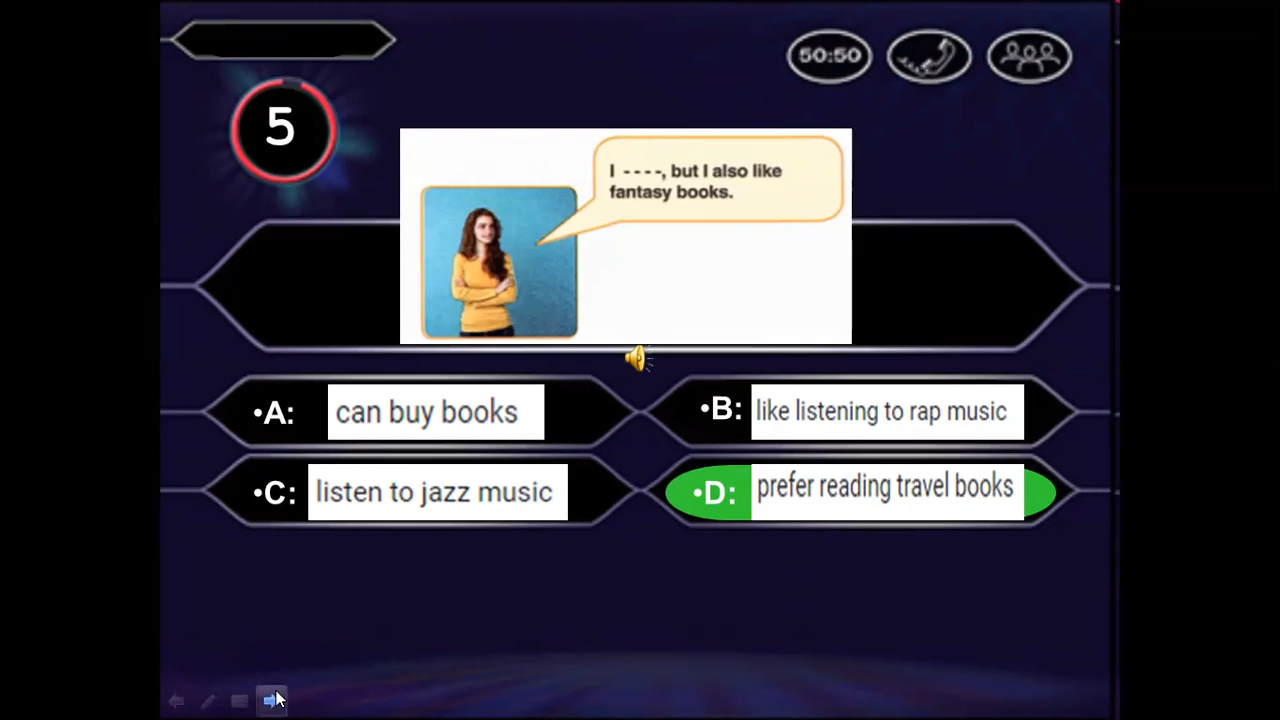 50:50
5
I ----, but I also like
fantasy books.
•A: can buy books
•B: like listening to rap music
•C: listen to jazz music
•D: prefer reading travel books